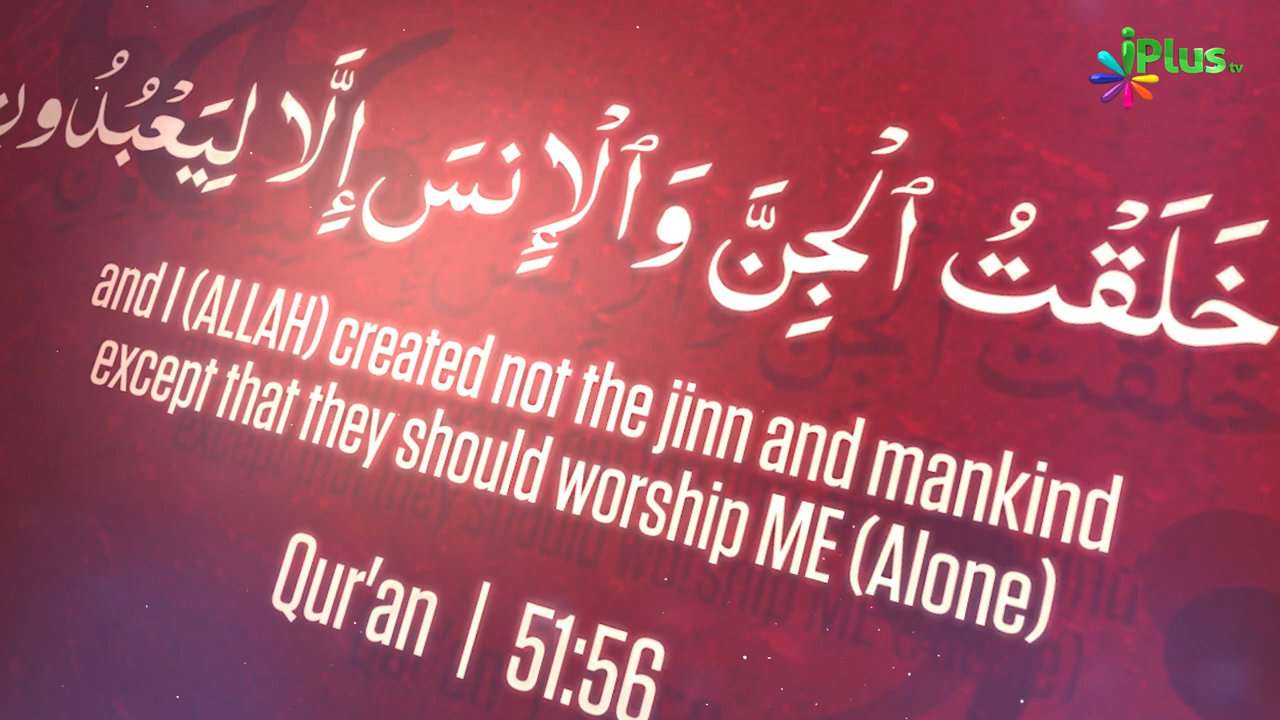 iPlus tv
خَلَقْتُ ٱلْجِنَّ وَٱلْإِنسَ إِلَّا لِيَعْبُدُونِ
and I (ALLAH) created not the jinn and mankind
except that they should worship ME (Alone)
Qur'an | 51:56